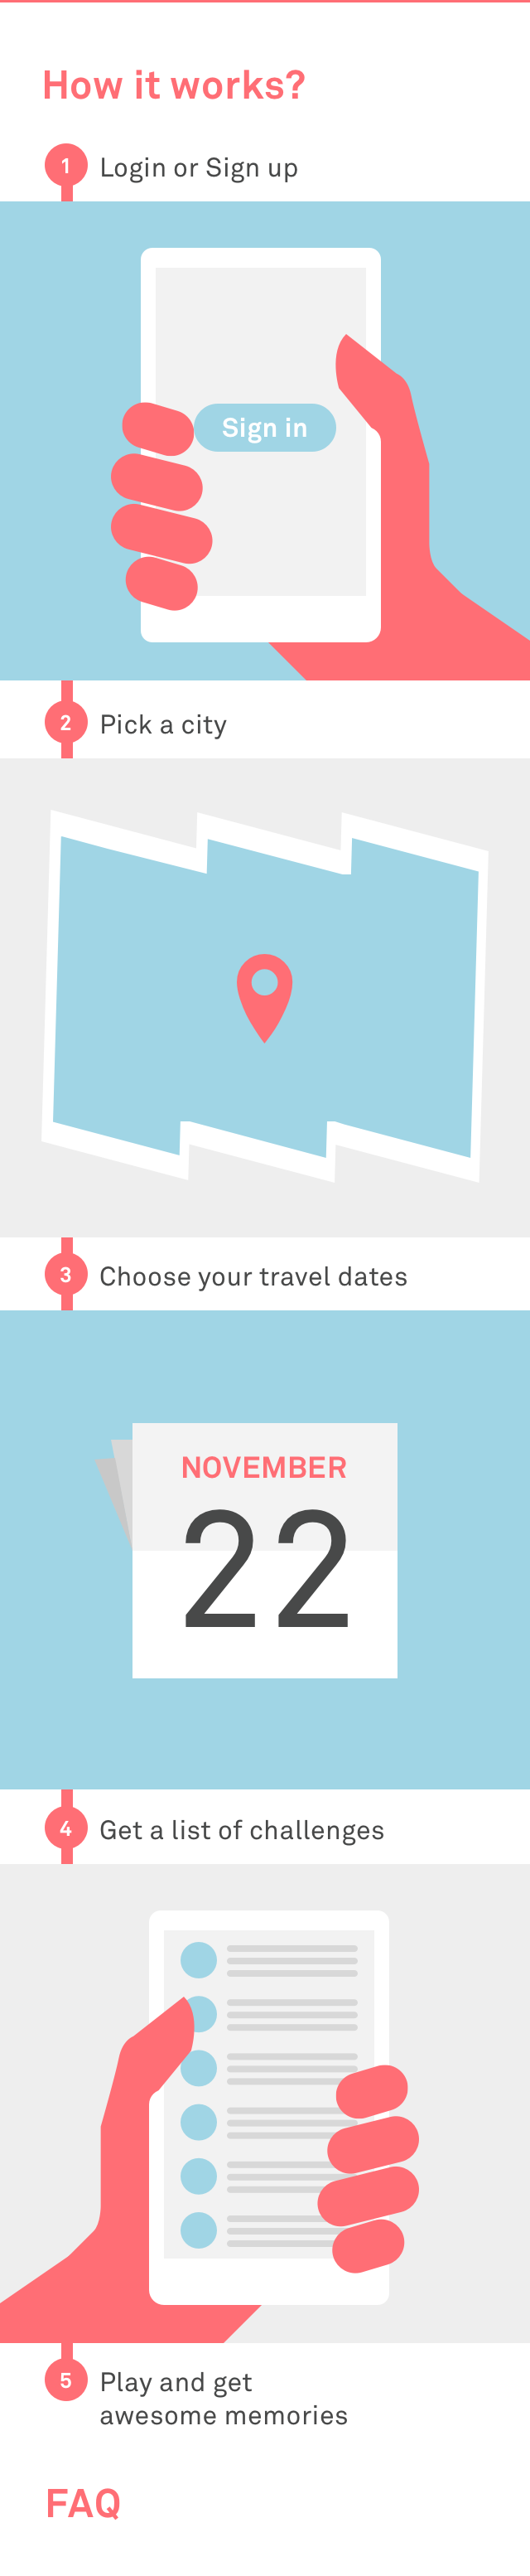 How it works?
1 Login or Sign up
Sign in
2 Pick a city
3 Choose your travel dates
NOVEMBER
22
4 Get a list of challenges
5 Play and get
awesome memories
FAQ